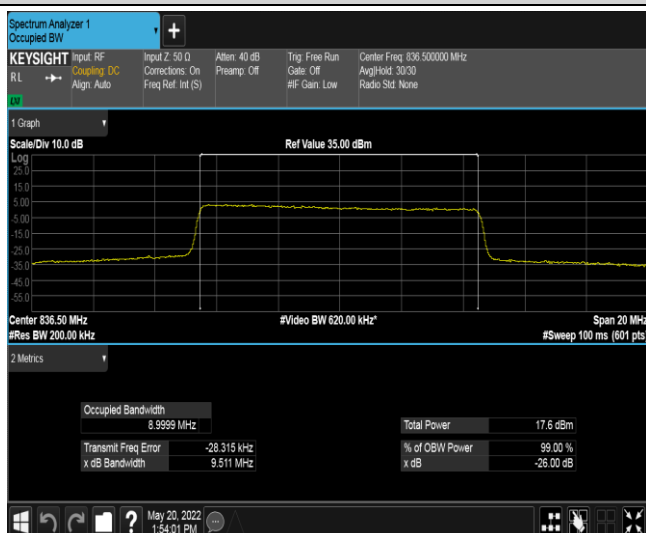 Spectrum Analyzer 1
Occupied BW
+
KEYSIGHT Input: RF Input Z: 50 Ω Atten: 40 dB Trig: Free Run Center Freq: 836.500000 MHz
RL Coupling: DC Corrections: On Preamp: Off Gate: Off Avg|Hold: 30/30
Align: Auto Freq Ref: Int (S) #IF Gain: Low Radio Std: None
1 Graph
Scale/Div 10.0 dB Ref Value 35.00 dBm
Log
25.0
15.0
5.00
-5.00
-15.0
-25.0
-35.0
-45.0
-55.0
Center 836.50 MHz #Video BW 620.00 kHz* Span 20 MHz
#Res BW 200.00 kHz #Sweep 100 ms (601 pts)
2 Metrics
Occupied Bandwidth
8.9999 MHz Total Power 17.6 dBm
Transmit Freq Error -28.315 kHz % of OBW Power 99.00 %
x dB Bandwidth 9.511 MHz x dB -26.00 dB
? May 20, 2022
1:54:01 PM